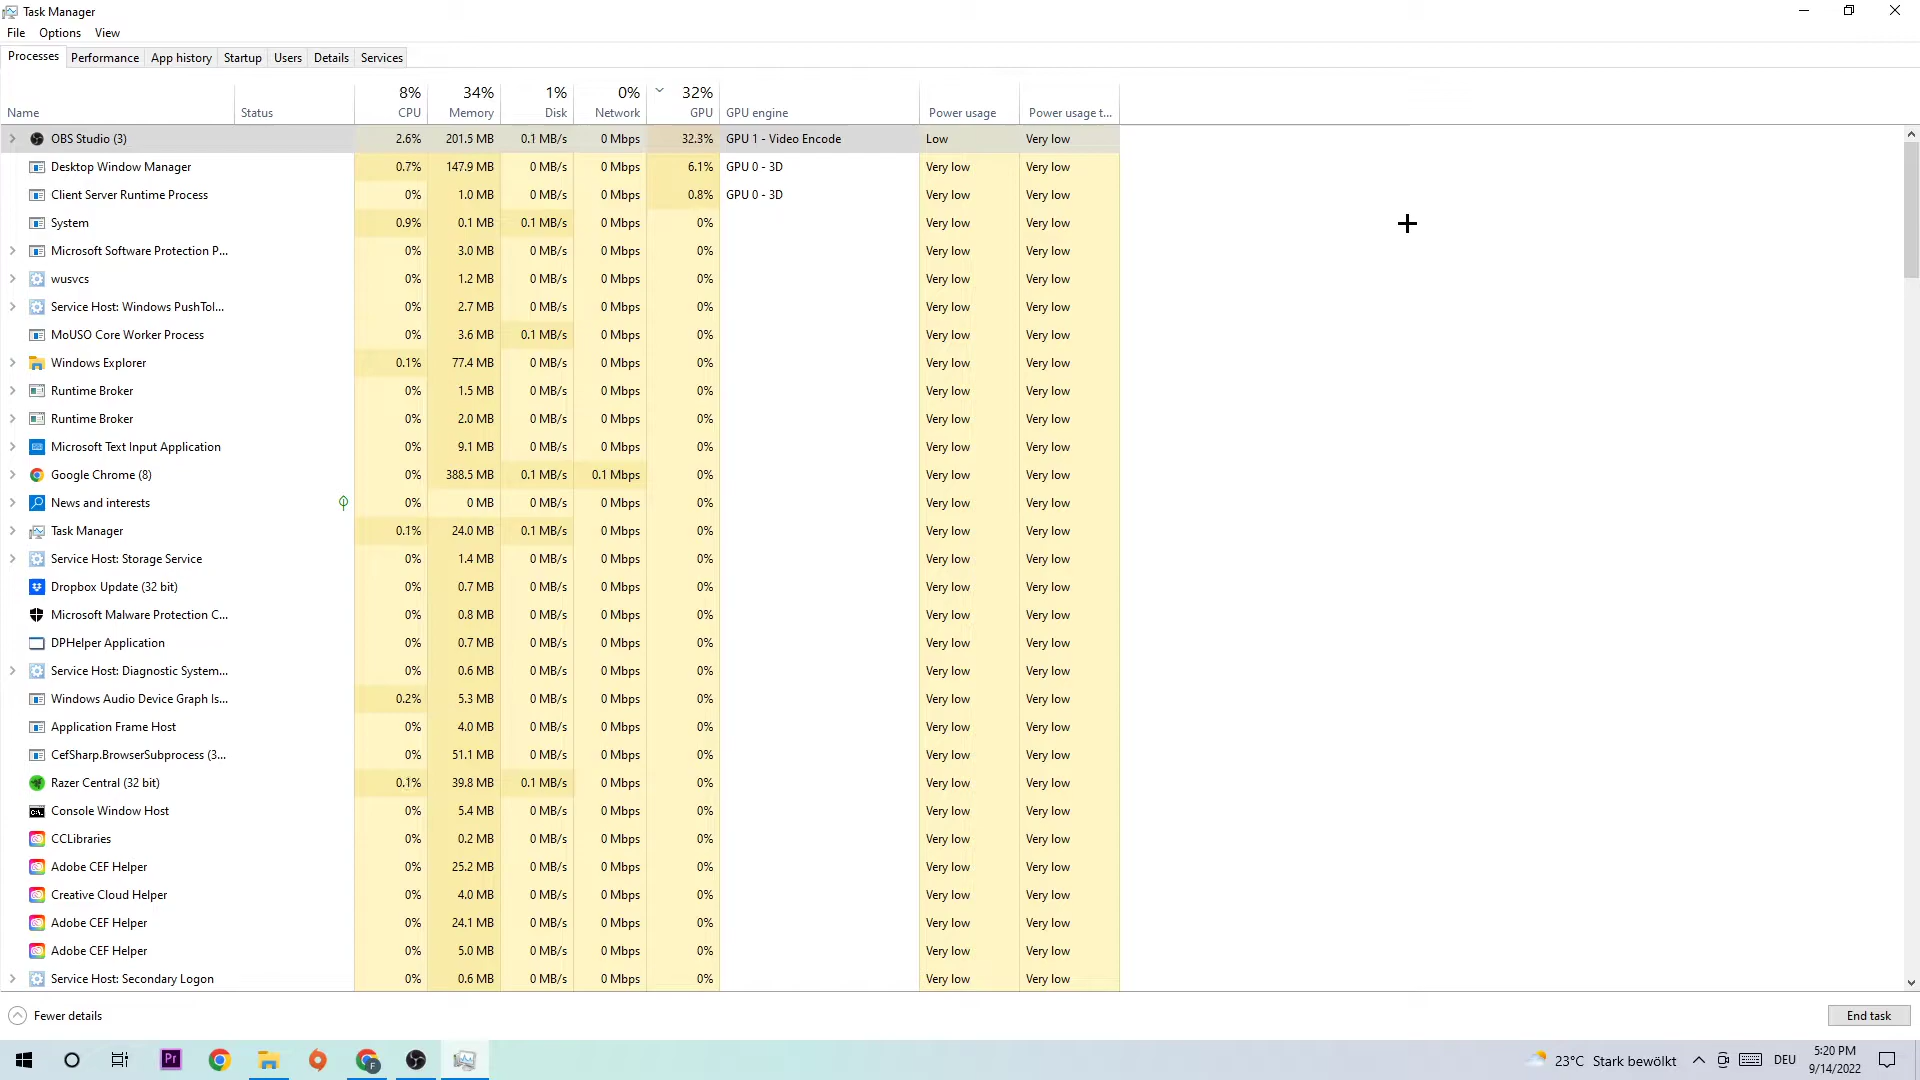 Task Manager
File Options View
Processes Performance App history Startup Users Details Services
8% 34% 1% 0% 32%
Name Status CPU Memory Disk Network GPU GPU engine Power usage Power usage t...
OBS Studio (3) 2.6% 201.5 MB 0.1 MB/s 0 Mbps 32.3% GPU 1 - Video Encode Low Very low
Desktop Window Manager 0.7% 147.9 MB 0 MB/s 0 Mbps 6.1% GPU 0 - 3D Very low Very low
Client Server Runtime Process 0% 1.0 MB 0 MB/s 0 Mbps 0.8% GPU 0 - 3D Very low Very low
System 0.9% 0.1 MB 0.1 MB/s 0 Mbps 0% Very low Very low
Microsoft Software Protection P... 0% 3.0 MB 0 MB/s 0 Mbps 0% Very low Very low
wusvcs 0% 1.2 MB 0 MB/s 0 Mbps 0% Very low Very low
Service Host: Windows PushTol... 0% 2.7 MB 0 MB/s 0 Mbps 0% Very low Very low
MoUSO Core Worker Process 0% 3.6 MB 0.1 MB/s 0 Mbps 0% Very low Very low
Windows Explorer 0.1% 77.4 MB 0 MB/s 0 Mbps 0% Very low Very low
Runtime Broker 0% 1.5 MB 0 MB/s 0 Mbps 0% Very low Very low
Runtime Broker 0% 2.0 MB 0 MB/s 0 Mbps 0% Very low Very low
Microsoft Text Input Application 0% 9.1 MB 0 MB/s 0 Mbps 0% Very low Very low
Google Chrome (8) 0% 388.5 MB 0.1 MB/s 0.1 Mbps 0% Very low Very low
News and interests 0% 0 MB 0 MB/s 0 Mbps 0% Very low Very low
Task Manager 0.1% 24.0 MB 0.1 MB/s 0 Mbps 0% Very low Very low
Service Host: Storage Service 0% 1.4 MB 0 MB/s 0 Mbps 0% Very low Very low
Dropbox Update (32 bit) 0% 0.7 MB 0 MB/s 0 Mbps 0% Very low Very low
Microsoft Malware Protection C... 0% 0.8 MB 0 MB/s 0 Mbps 0% Very low Very low
DPHelper Application 0% 0.7 MB 0 MB/s 0 Mbps 0% Very low Very low
Service Host: Diagnostic System... 0% 0.6 MB 0 MB/s 0 Mbps 0% Very low Very low
Windows Audio Device Graph Is... 0.2% 5.3 MB 0 MB/s 0 Mbps 0% Very low Very low
Application Frame Host 0% 4.0 MB 0 MB/s 0 Mbps 0% Very low Very low
CefSharp.BrowserSubprocess (3... 0% 51.1 MB 0 MB/s 0 Mbps 0% Very low Very low
Razer Central (32 bit) 0.1% 39.8 MB 0.1 MB/s 0 Mbps 0% Very low Very low
Console Window Host 0% 5.4 MB 0 MB/s 0 Mbps 0% Very low Very low
CCLibraries 0% 0.2 MB 0 MB/s 0 Mbps 0% Very low Very low
Adobe CEF Helper 0% 25.2 MB 0 MB/s 0 Mbps 0% Very low Very low
Creative Cloud Helper 0% 4.0 MB 0 MB/s 0 Mbps 0% Very low Very low
Adobe CEF Helper 0% 24.1 MB 0 MB/s 0 Mbps 0% Very low Very low
Adobe CEF Helper 0% 5.0 MB 0 MB/s 0 Mbps 0% Very low Very low
Service Host: Secondary Logon 0% 0.6 MB 0 MB/s 0 Mbps 0% Very low Very low
Fewer details End task
Pr F 23°C Stark bewölkt DEU 5:20 PM
9/14/2022